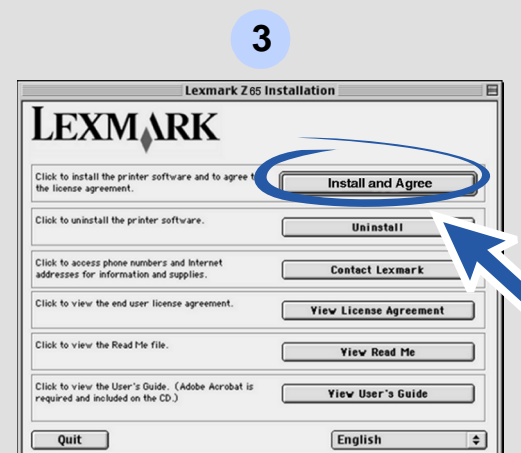 3
Lexmark Z65 Installation
LEXMARK
Click to install the printer software and to agree t
the license agreement.
Install and Agree
Click to uninstall the printer software.
Uninstall
Click to access phone numbers and Internet
addresses for information and supplies.
Contact Lexmark
Click to view the end user license agreement.
View License Agreement
Click to view the Read Me file.
View Read Me
Click to view the User's Guide. (Adobe Acrobat is
required and included on the CD.)
View User's Guide
Quit
English